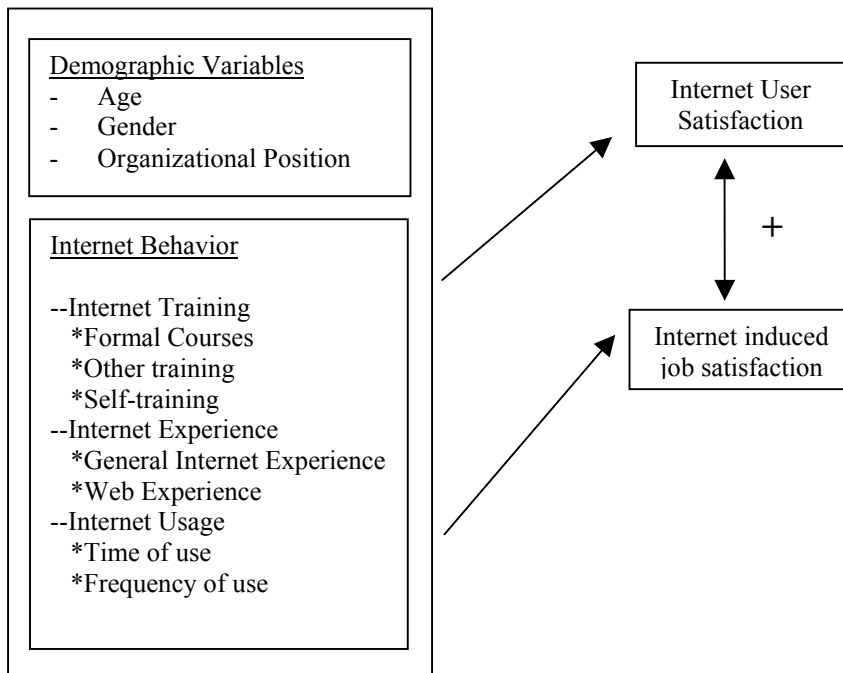 Demographic Variables
- Age
- Gender
- Organizational Position
Internet Behavior
--Internet Training
*Formal Courses
*Other training
*Self-training
--Internet Experience
*General Internet Experience
*Web Experience
--Internet Usage
*Time of use
*Frequency of use
Internet User
Satisfaction
+
Internet induced
job satisfaction